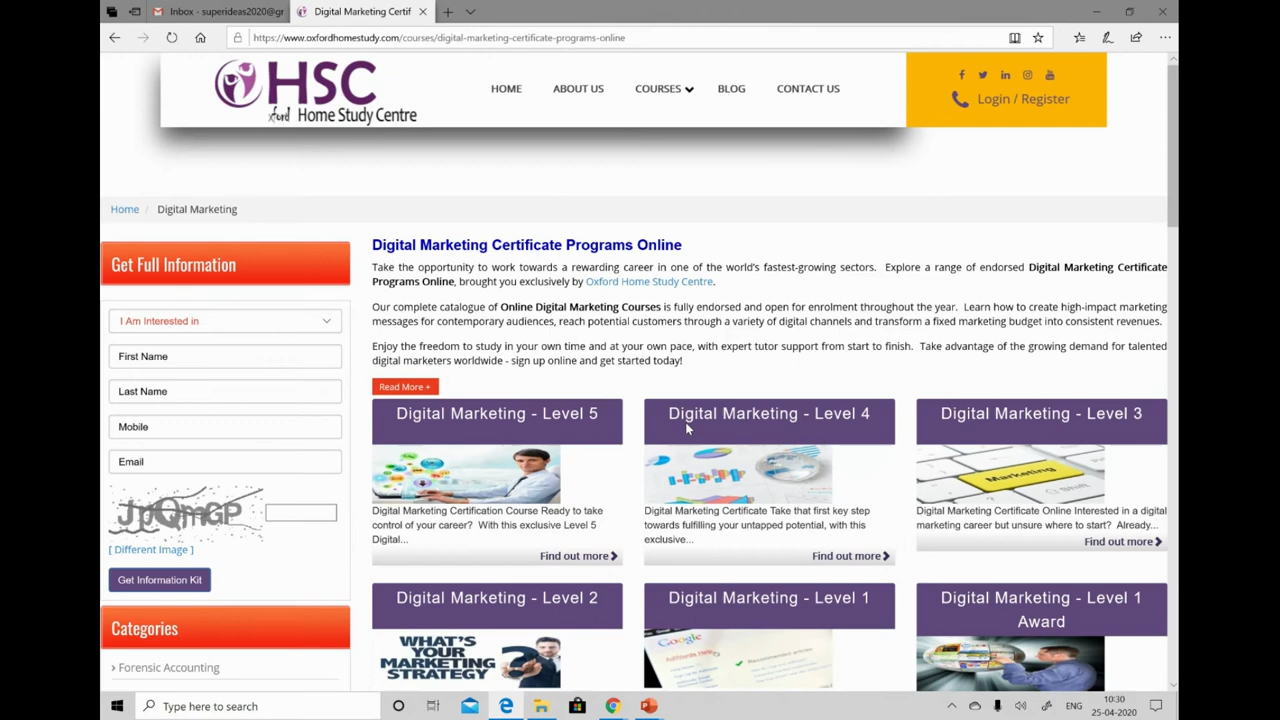 Inbox - superideas2020@gr
Digital Marketing Certif
https://www.oxfordhomestudy.com/courses/digital-marketing-certificate-programs-online
HSC
xford Home Study Centre
HOME
ABOUT US
COURSES
BLOG
CONTACT US
Login / Register
Home / Digital Marketing
Get Full Information
I Am Interested in
First Name
Last Name
Mobile
Email
JpQmGP
[ Different Image ]
Get Information Kit
Categories
Forensic Accounting
Digital Marketing Certificate Programs Online
Take the opportunity to work towards a rewarding career in one of the world's fastest-growing sectors. Explore a range of endorsed Digital Marketing Certificate
Programs Online, brought you exclusively by Oxford Home Study Centre.
Our complete catalogue of Online Digital Marketing Courses is fully endorsed and open for enrolment throughout the year. Learn how to create high-impact marketing
messages for contemporary audiences, reach potential customers through a variety of digital channels and transform a fixed marketing budget into consistent revenues.
Enjoy the freedom to study in your own time and at your own pace, with expert tutor support from start to finish. Take advantage of the growing demand for talented
digital marketers worldwide - sign up online and get started today!
Read More +
Digital Marketing - Level 5
Digital Marketing Certification Course Ready to take
control of your career? With this exclusive Level 5
Digital...
Find out more
Digital Marketing - Level 4
Digital Marketing Certificate Take that first key step
towards fulfilling your untapped potential, with this
exclusive...
Find out more
Digital Marketing - Level 3
Marketing
Shift
Digital Marketing Certificate Online Interested in a digital
marketing career but unsure where to start? Already...
Find out more
Digital Marketing - Level 2
WHAT'S
YOUR
MARKETING
STRATEGY
?
Digital Marketing - Level 1
Google
Digital Marketing - Level 1
Award
Type here to search
ENG
10:30
25-04-2020